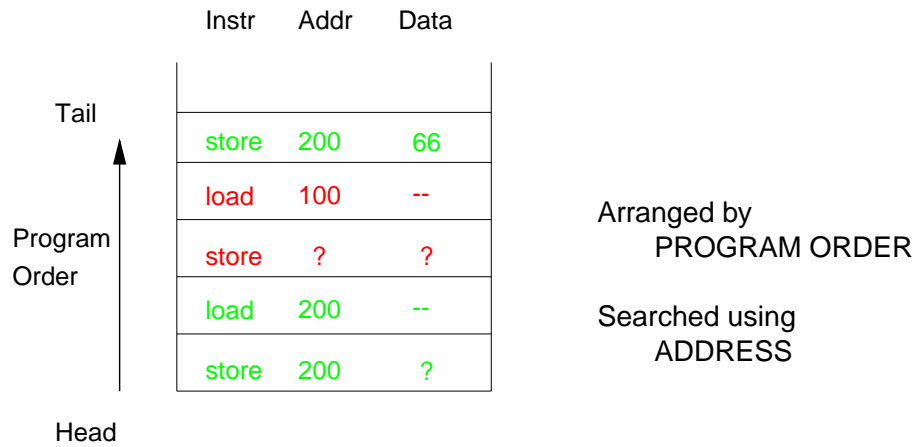 Instr Addr Data
Tail
store 200 66
load 100 --
Program
Order
store ? ?
load 200 --
store 200 ?
Head
Arranged by
PROGRAM ORDER
Searched using
ADDRESS